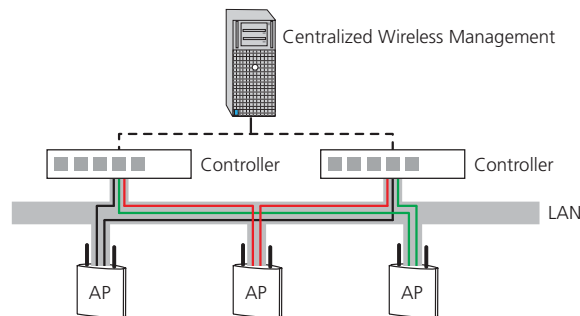 Centralized Wireless Management
Controller
Controller
LAN
AP
AP
AP